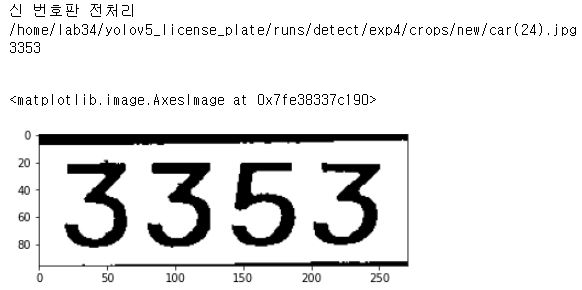 신 번호판 전처리
/home/lab34/yolov5_license_plate/runs/detect/exp4/crops/new/car(24).jpg
3353
<matplotlib.image.AxesImage at 0x7fe38337c190>
0
20
40
60
80
3353
0 50 100 150 200 250